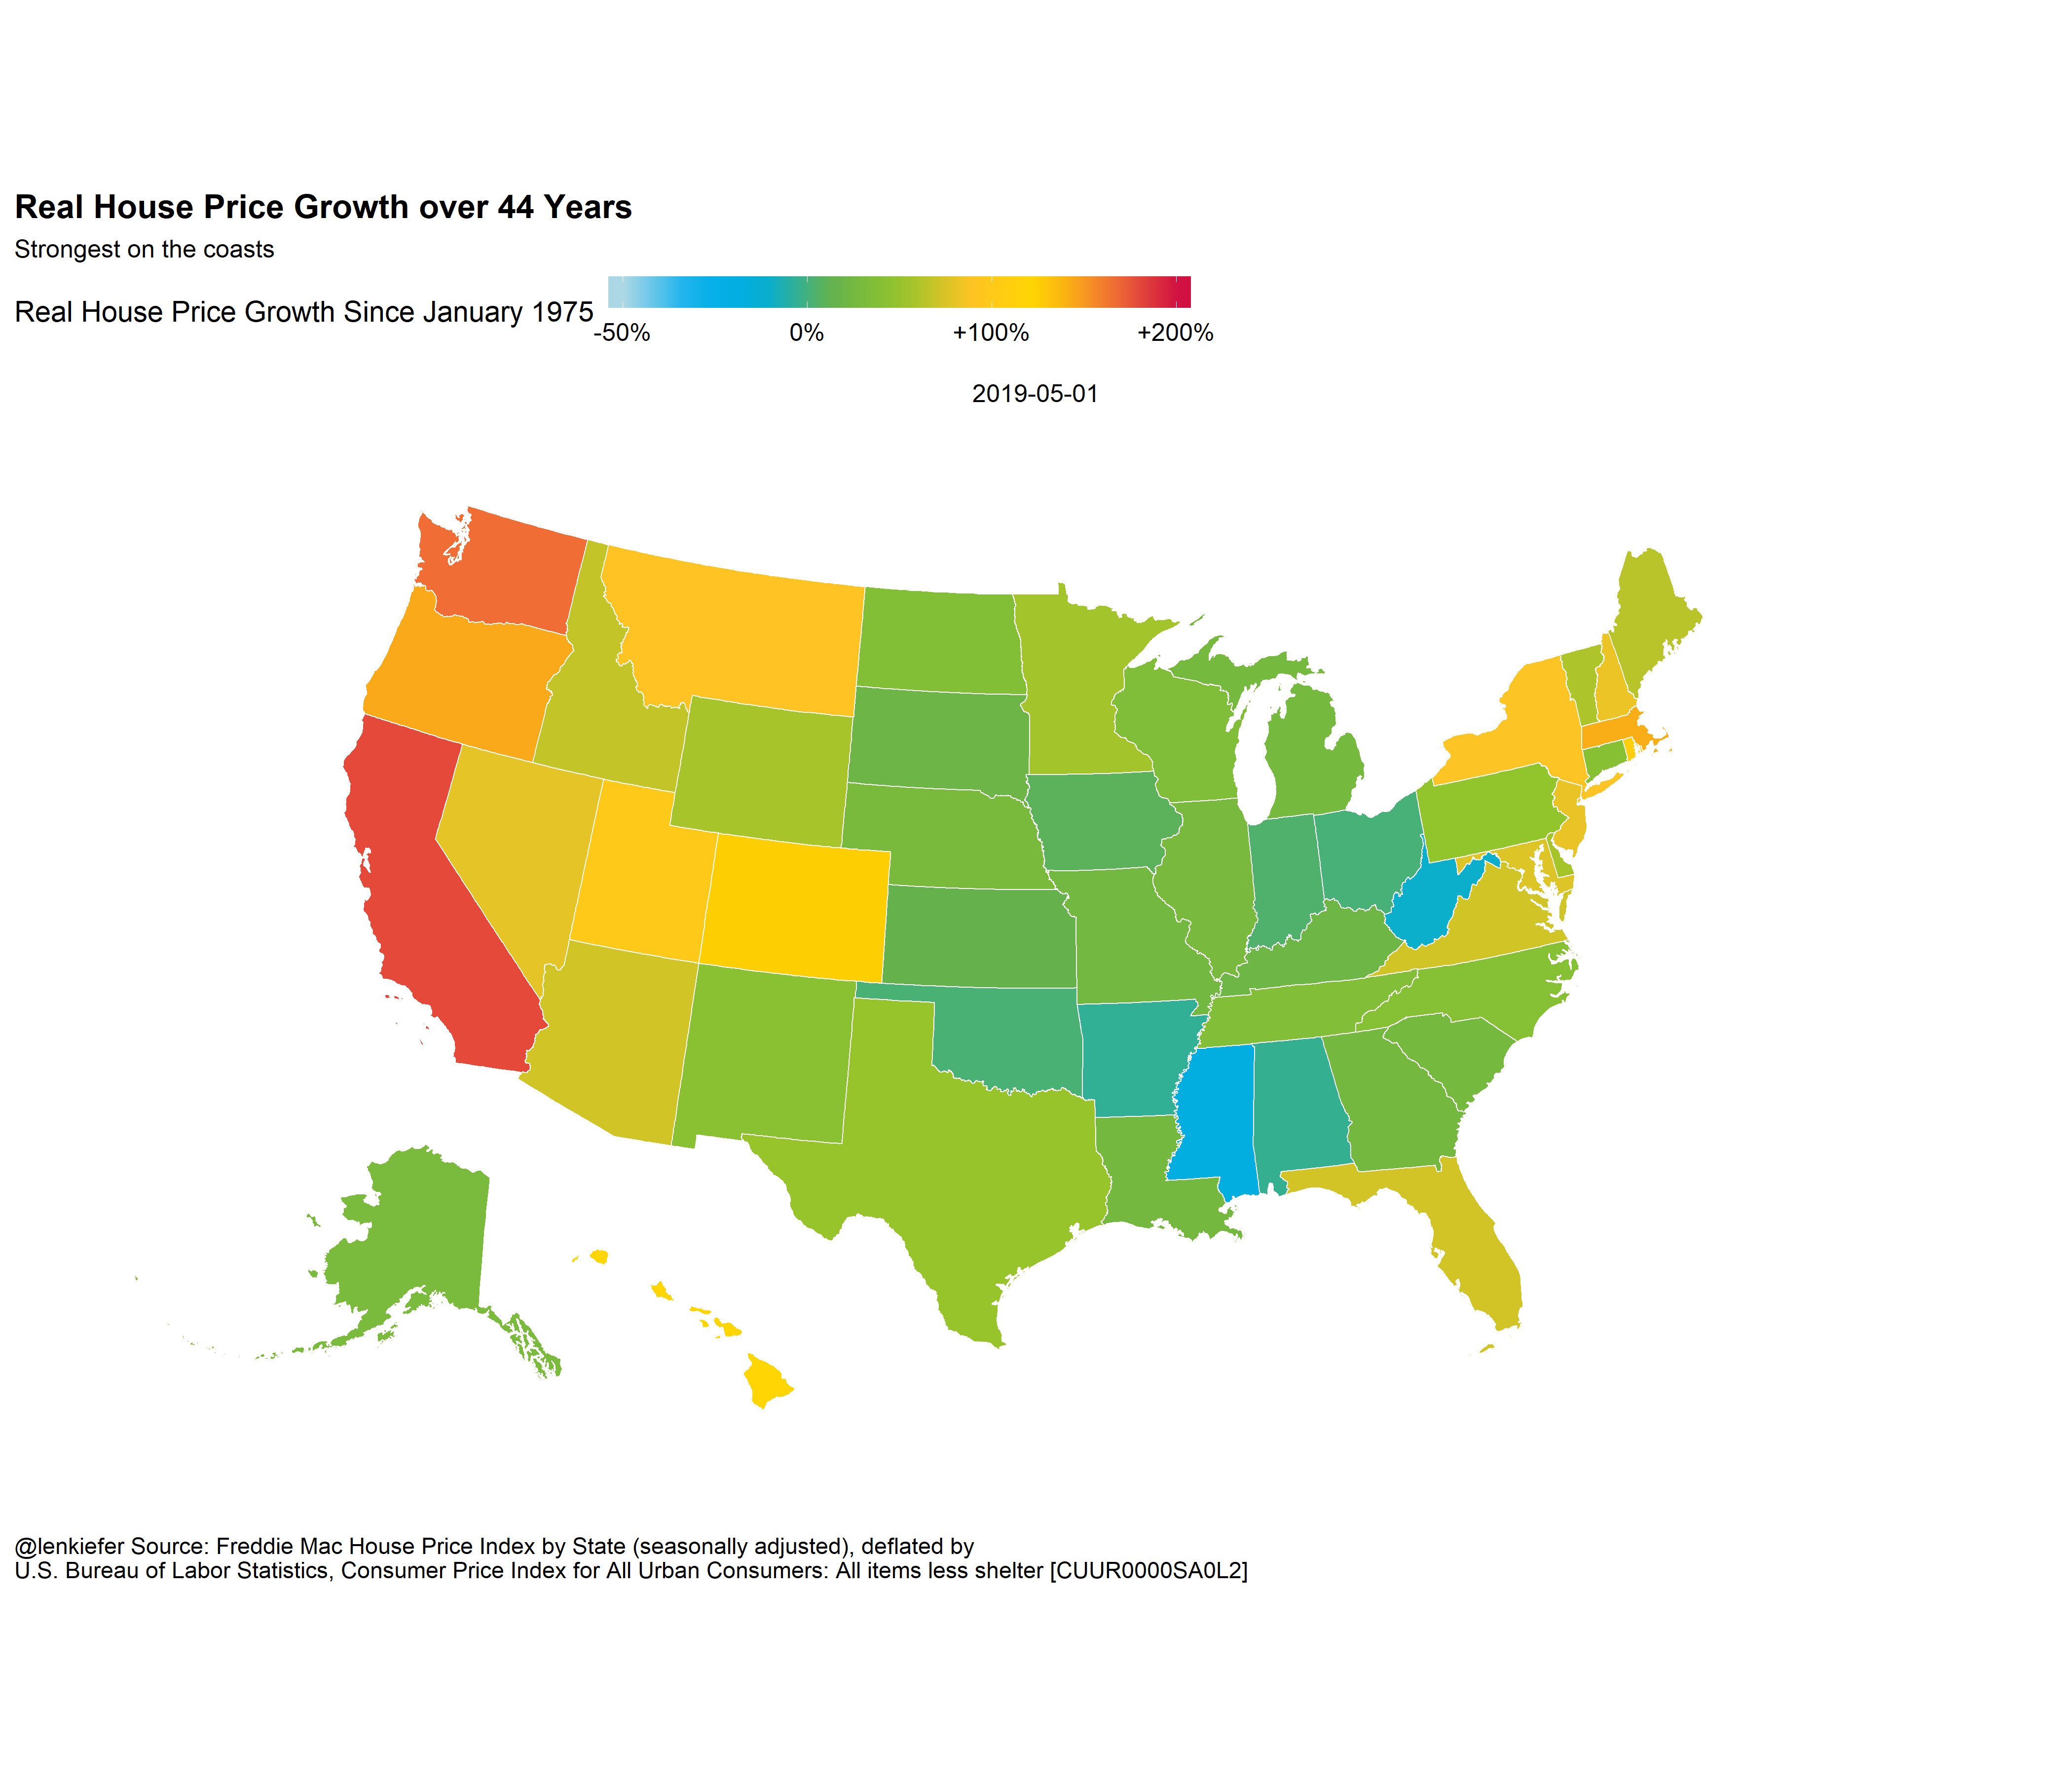 Real House Price Growth over 44 Years
Strongest on the coasts
Real House Price Growth Since January 1975
-50% 0% +100% +200%
2019-05-01
@lenkiefer Source: Freddie Mac House Price Index by State (seasonally adjusted), deflated by
U.S. Bureau of Labor Statistics, Consumer Price Index for All Urban Consumers: All items less shelter [CUUR0000SA0L2]